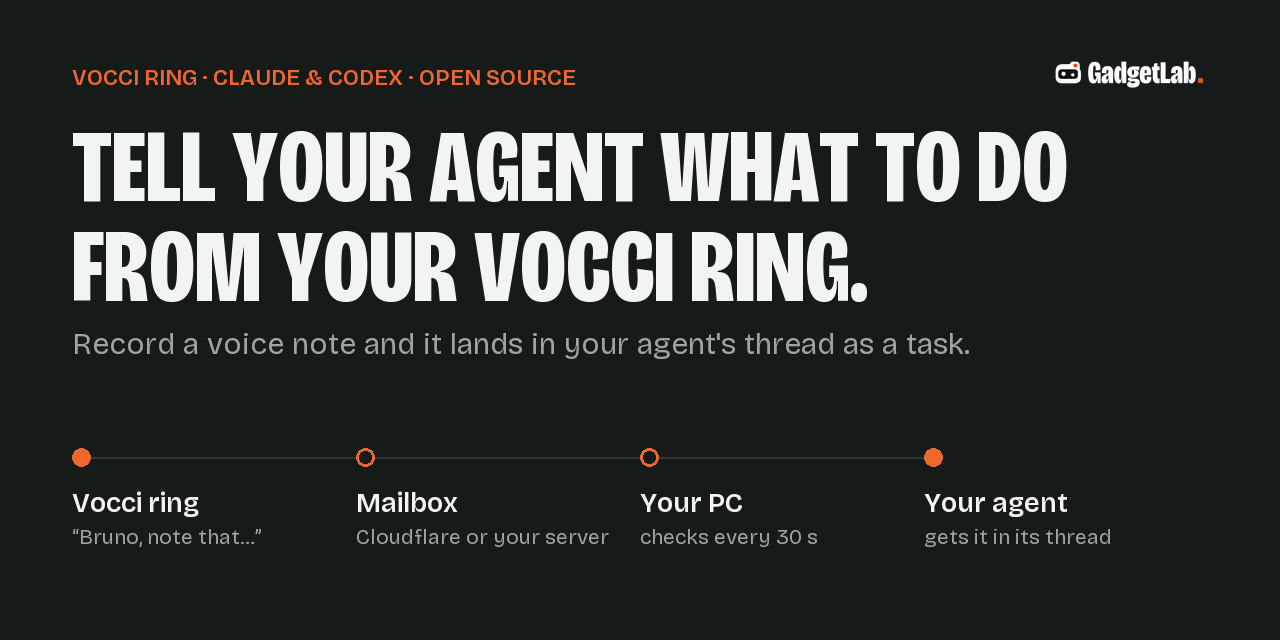 VOCCI RING · CLAUDE & CODEX · OPEN SOURCE
GadgetLab.
TELL YOUR AGENT WHAT TO DO
FROM YOUR VOCCI RING.
Record a voice note and it lands in your agent's thread as a task.
Vocci ring
“Bruno, note that...”
Mailbox
Cloudflare or your server
Your PC
checks every 30 s
Your agent
gets it in its thread